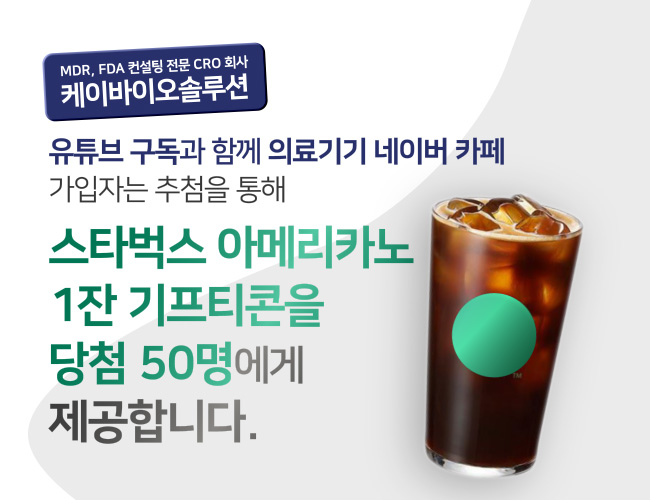 MDR, FDA 컨설팅 전문 CRO 회사
케이바이오솔루션
유튜브 구독과 함께 의료기기 네이버 카페
가입자는 추첨을 통해
스타벅스 아메리카노
1잔 기프티콘을
당첨 50명에게
제공합니다.
TM